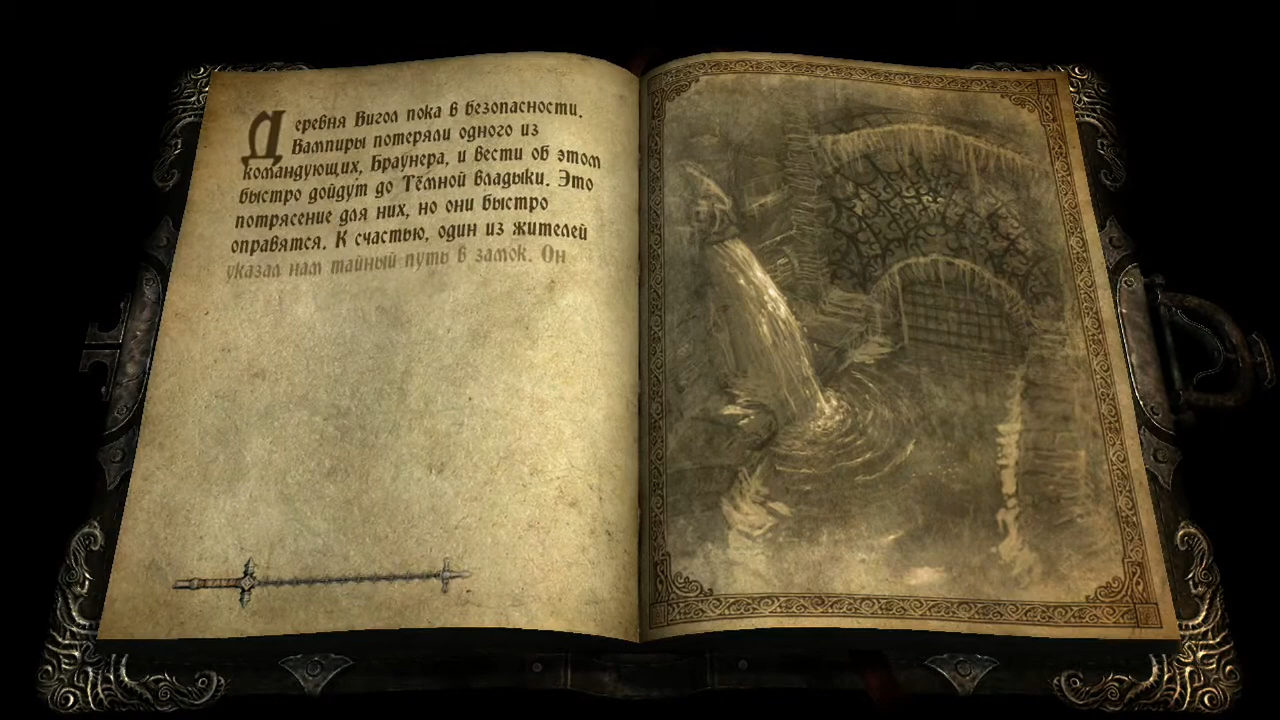 Деревня Вигол пока в безопасности.
Вампиры потеряли одного из
командующих, Браунера, и вести об этом
быстро дойдут до Тёмной владыки. Это
потрясение для них, но они быстро
оправятся. К счастью, один из жителей
указал нам тайный путь в замок. Он